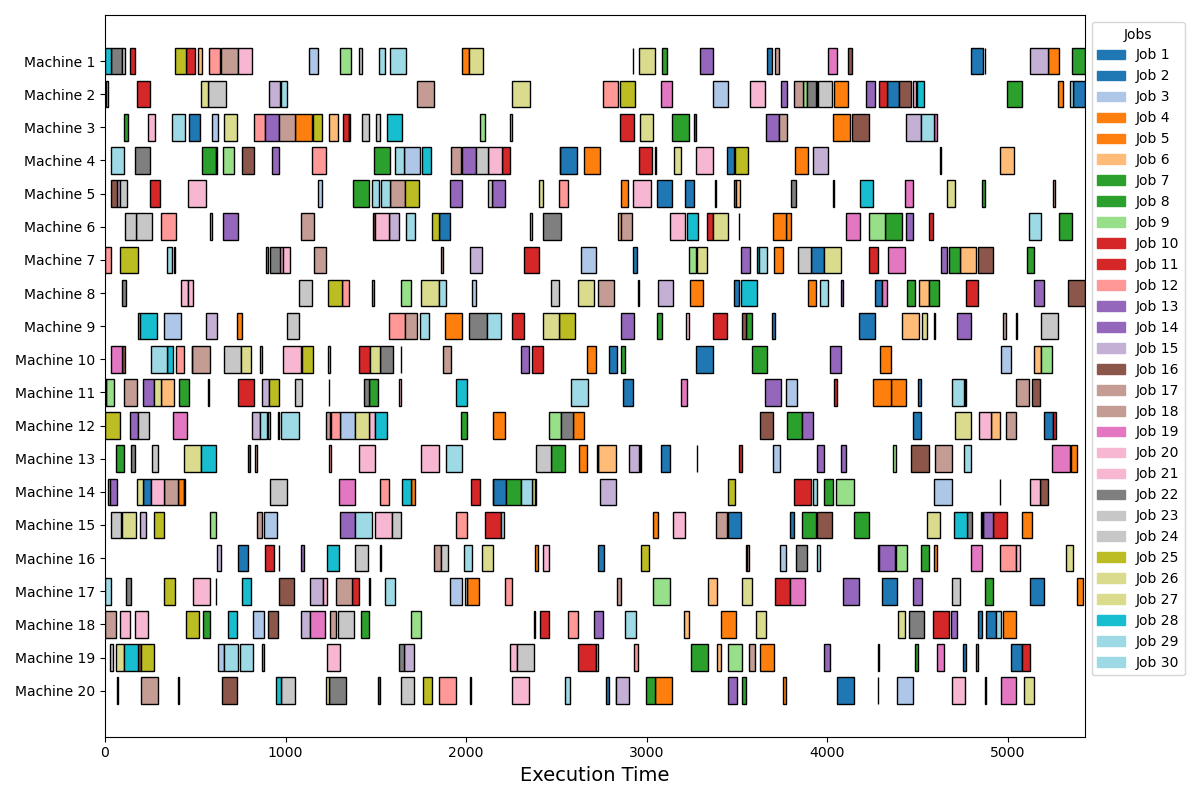 Machine 1
Machine 2
Machine 3
Machine 4
Machine 5
Machine 6
Machine 7
Machine 8
Machine 9
Machine 10
Machine 11
Machine 12
Machine 13
Machine 14
Machine 15
Machine 16
Machine 17
Machine 18
Machine 19
Machine 20
0 1000 2000 3000 4000 5000
Execution Time
Jobs
Job 1
Job 2
Job 3
Job 4
Job 5
Job 6
Job 7
Job 8
Job 9
Job 10
Job 11
Job 12
Job 13
Job 14
Job 15
Job 16
Job 17
Job 18
Job 19
Job 20
Job 21
Job 22
Job 23
Job 24
Job 25
Job 26
Job 27
Job 28
Job 29
Job 30